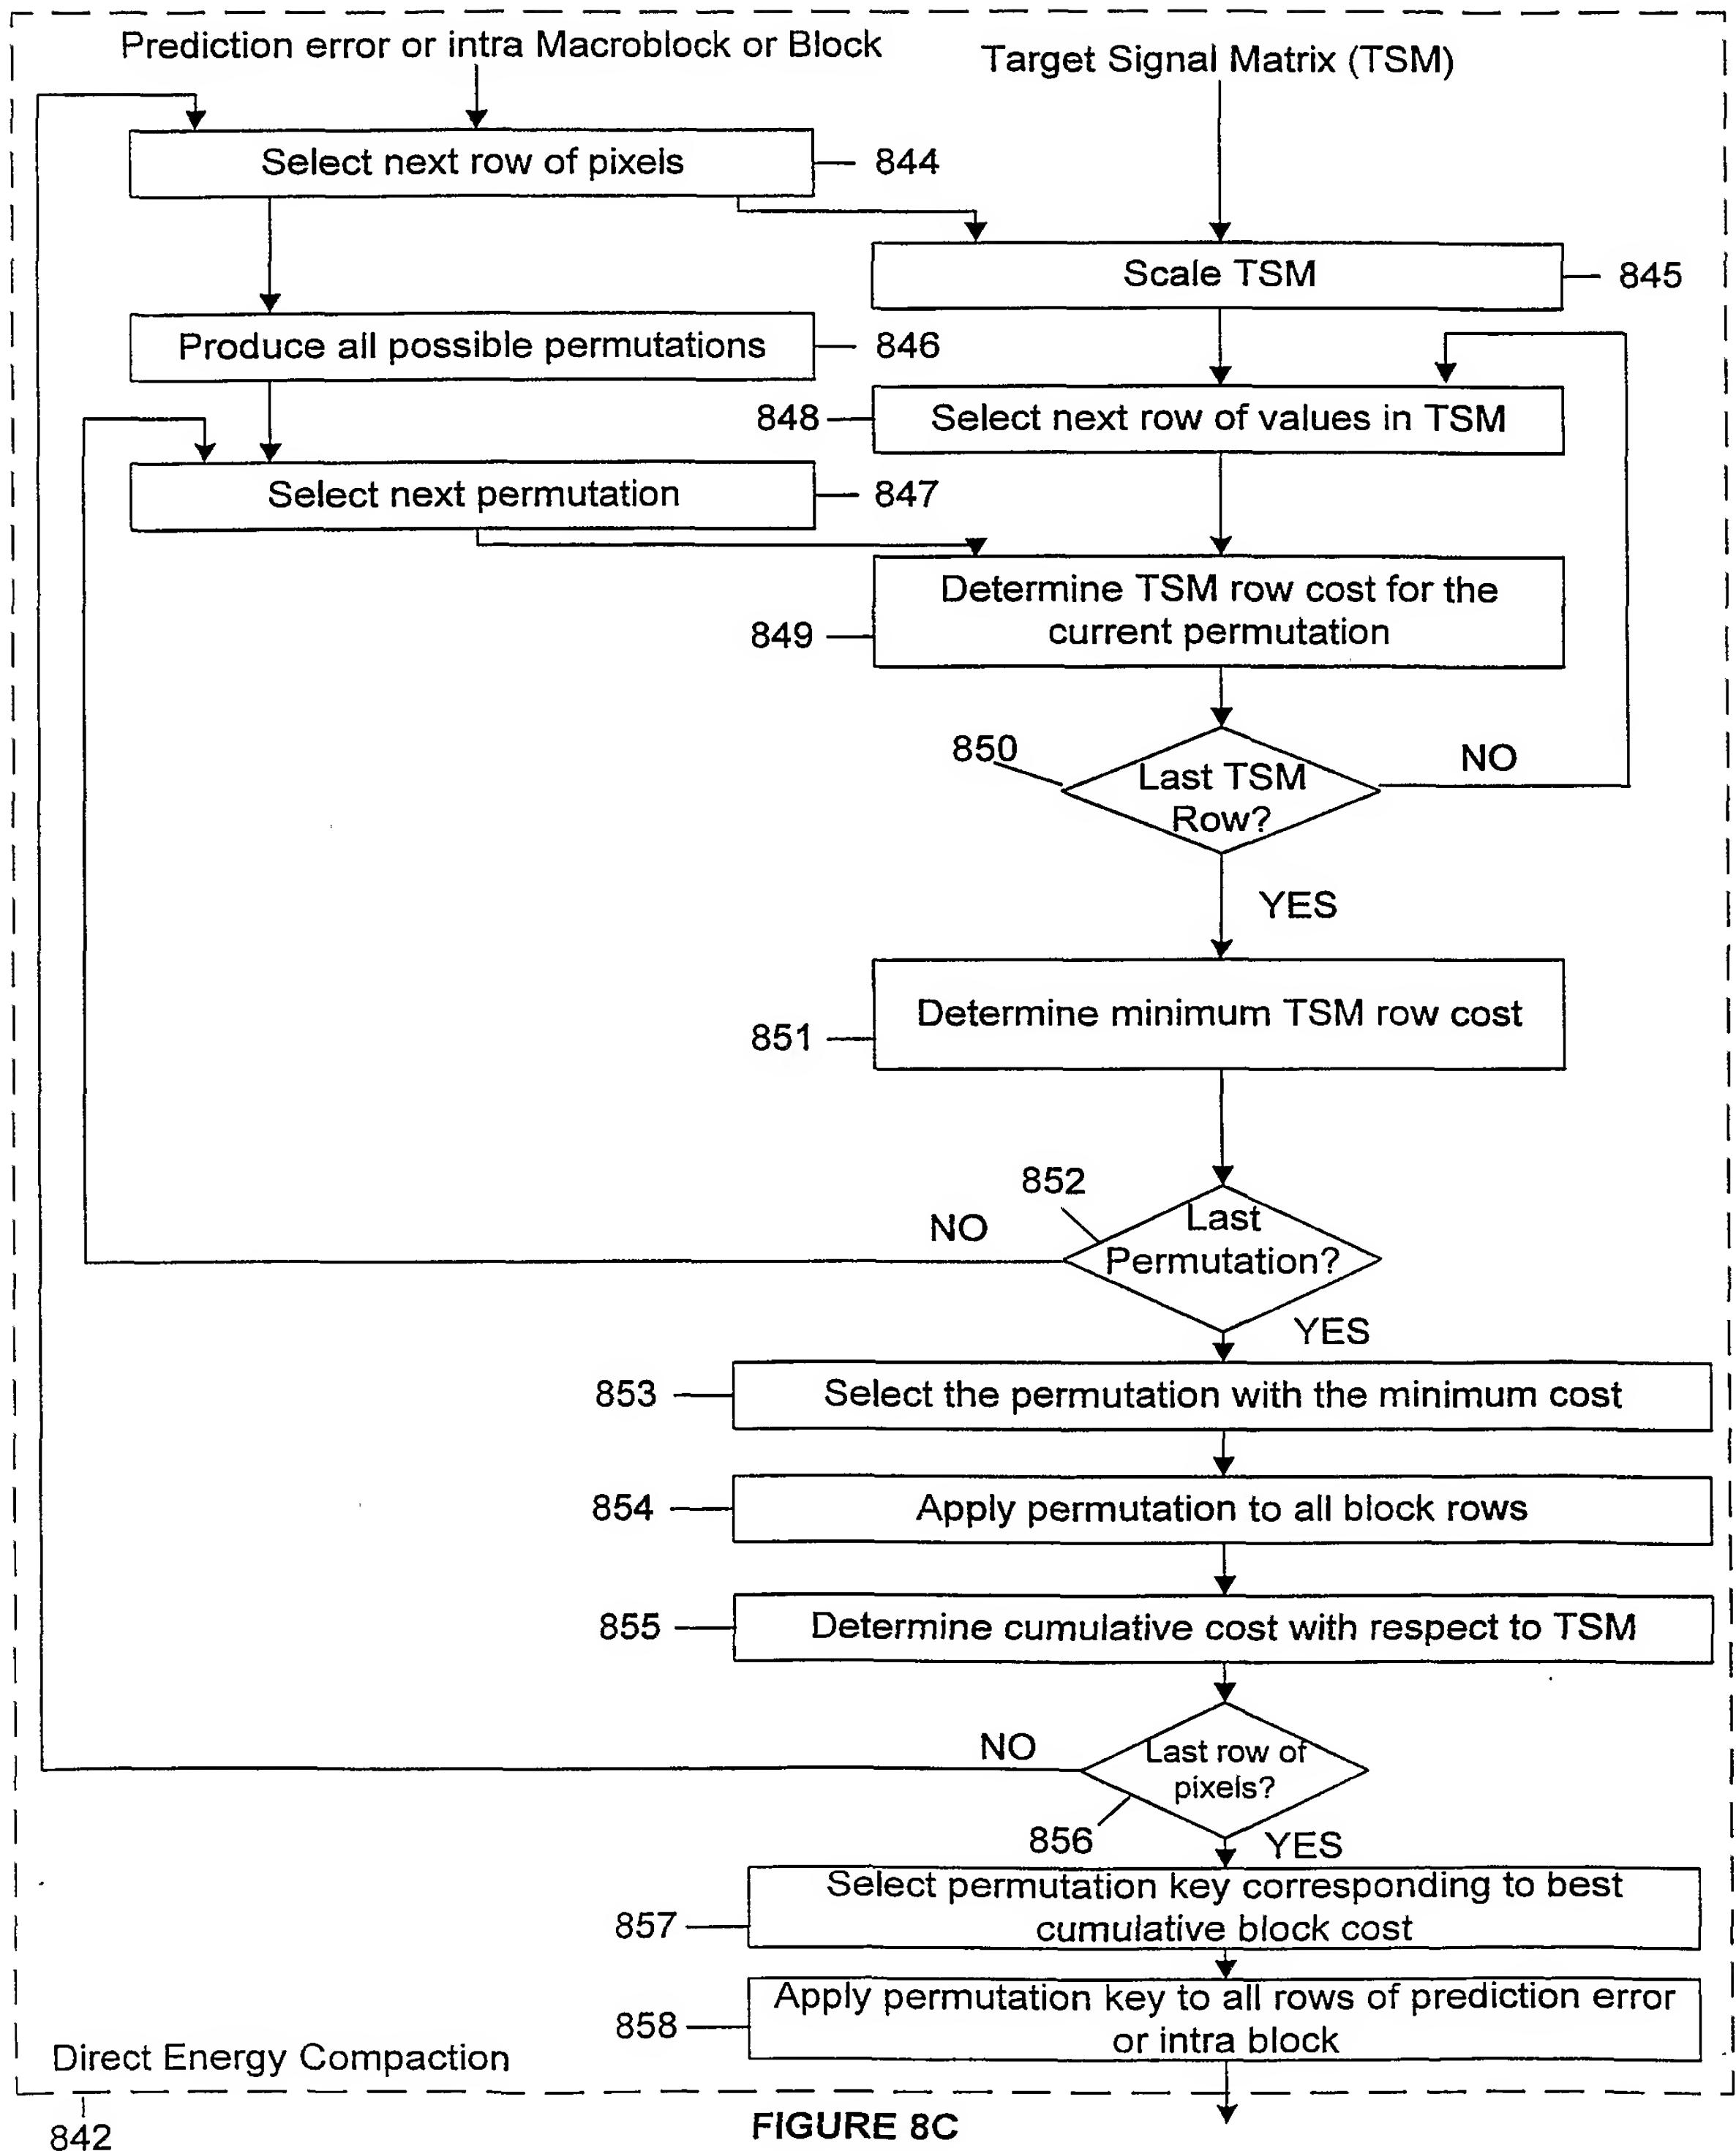 Prediction error or intra Macroblock or Block
Target Signal Matrix (TSM)
Select next row of pixels
844
Scale TSM
845
Produce all possible permutations
846
848
Select next row of values in TSM
Select next permutation
847
Determine TSM row cost for the
current permutation
849
850
Last TSM
Row?
NO
YES
Determine minimum TSM row cost
851
852
Last
Permutation?
NO
YES
853
Select the permutation with the minimum cost
854
Apply permutation to all block rows
855
Determine cumulative cost with respect to TSM
NO
Last row of
pixels?
856
YES
Select permutation key corresponding to best
cumulative block cost
857
Apply permutation key to all rows of prediction error
or intra block
858
Direct Energy Compaction
842
FIGURE 8C